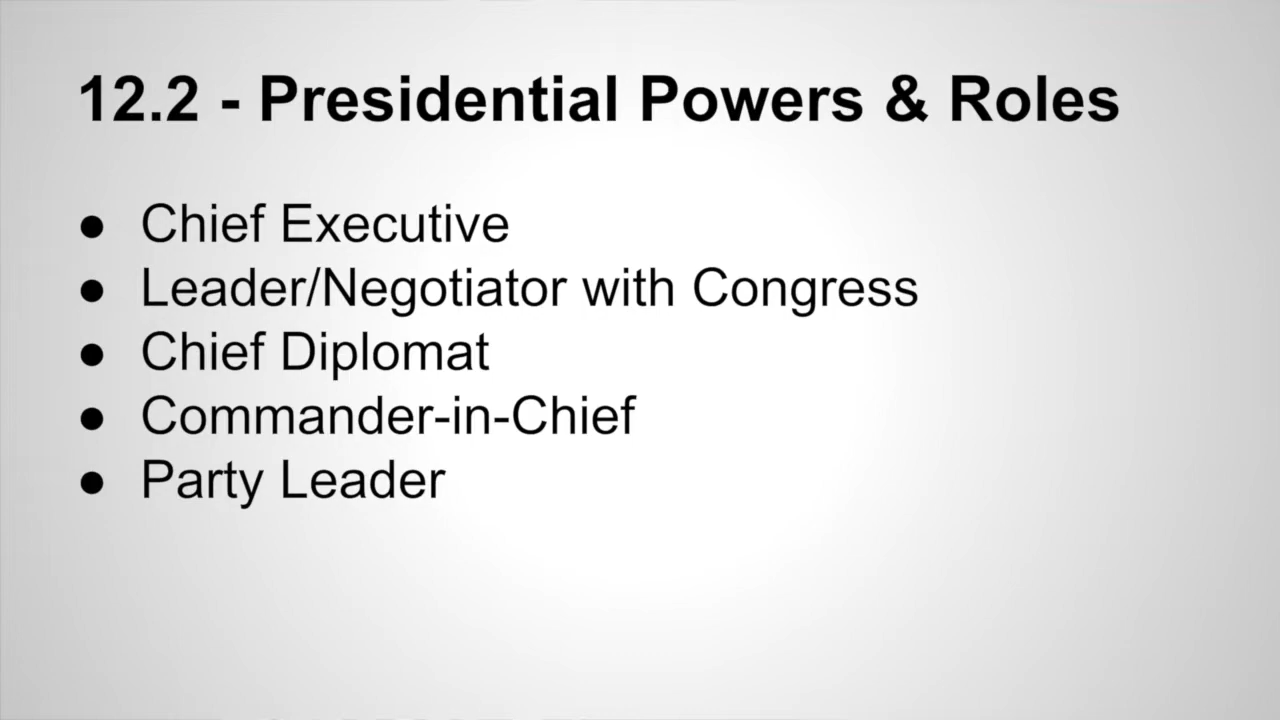 12.2 - Presidential Powers & Roles
● Chief Executive
● Leader/Negotiator with Congress
● Chief Diplomat
● Commander-in-Chief
● Party Leader